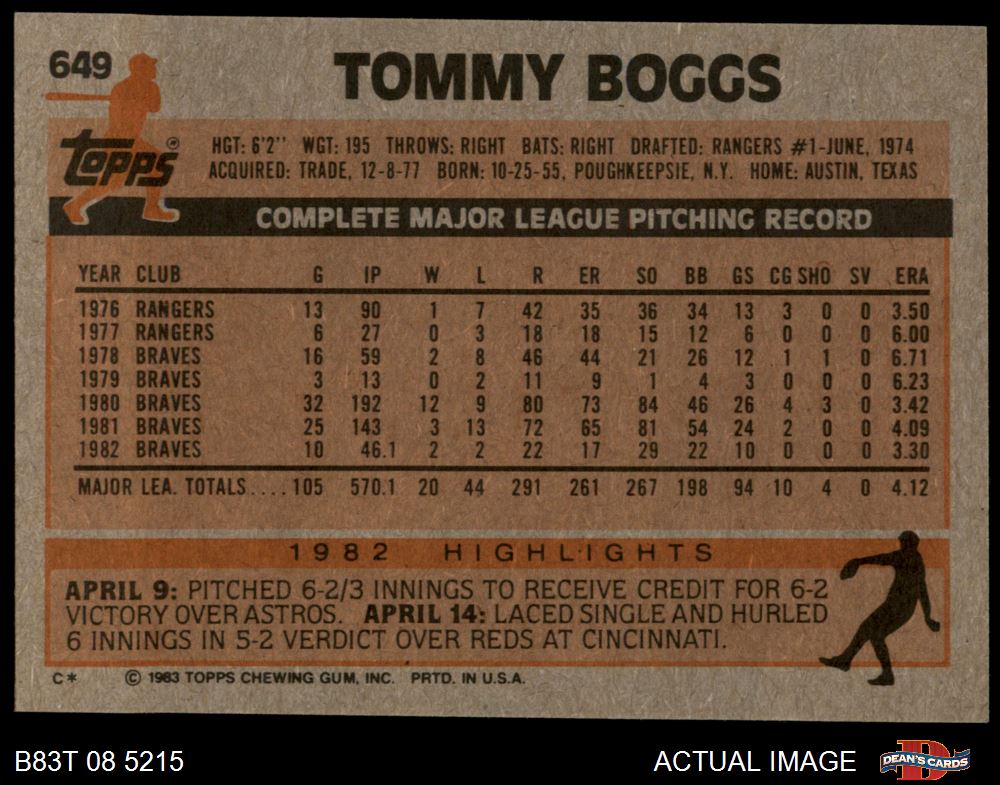 649
TOMMY BOGGS
Topps®
HGT: 6'2'' WGT: 195 THROWS: RIGHT BATS: RIGHT DRAFTED: RANGERS #1-JUNE, 1974
ACQUIRED: TRADE, 12-8-77 BORN: 10-25-55, POUGHKEEPSIE, N.Y. HOME: AUSTIN, TEXAS
COMPLETE MAJOR LEAGUE PITCHING RECORD
YEAR CLUB G IP W L R ER SO BB GS CG SHO SV ERA
1976 RANGERS 13 90 1 7 42 35 36 34 13 3 0 0 3.50
1977 RANGERS 6 27 0 3 18 18 15 12 6 0 0 0 6.00
1978 BRAVES 16 59 2 8 46 44 21 26 12 1 1 0 6.71
1979 BRAVES 3 13 0 2 11 9 1 4 3 0 0 0 6.23
1980 BRAVES 32 192 12 9 80 73 84 46 26 4 3 0 3.42
1981 BRAVES 25 143 3 13 72 65 81 54 24 2 0 0 4.09
1982 BRAVES 10 46.1 2 2 22 17 29 22 10 0 0 0 3.30
MAJOR LEA. TOTALS.... 105 570.1 20 44 291 261 267 198 94 10 4 0 4.12
1982 HIGHLIGHTS
APRIL 9: PITCHED 6-2/3 INNINGS TO RECEIVE CREDIT FOR 6-2
VICTORY OVER ASTROS. APRIL 14: LACED SINGLE AND HURLED
6 INNINGS IN 5-2 VERDICT OVER REDS AT CINCINNATI.
C* © 1983 TOPPS CHEWING GUM, INC. PRTD. IN U.S.A.
B83T 08 5215 ACTUAL IMAGE D DEAN'S CARDS